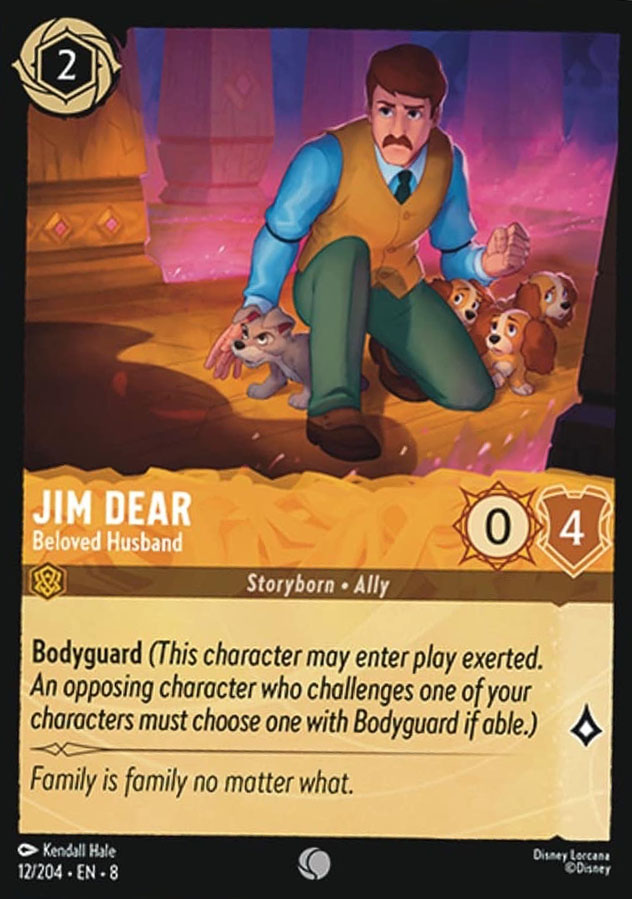 2
JIM DEAR
Beloved Husband
0
4
Storyborn • Ally
Bodyguard (This character may enter play exerted.
An opposing character who challenges one of your
characters must choose one with Bodyguard if able.)
Family is family no matter what.
Kendall Hale
12/204 • EN • 8
Disney Lorcana
©Disney